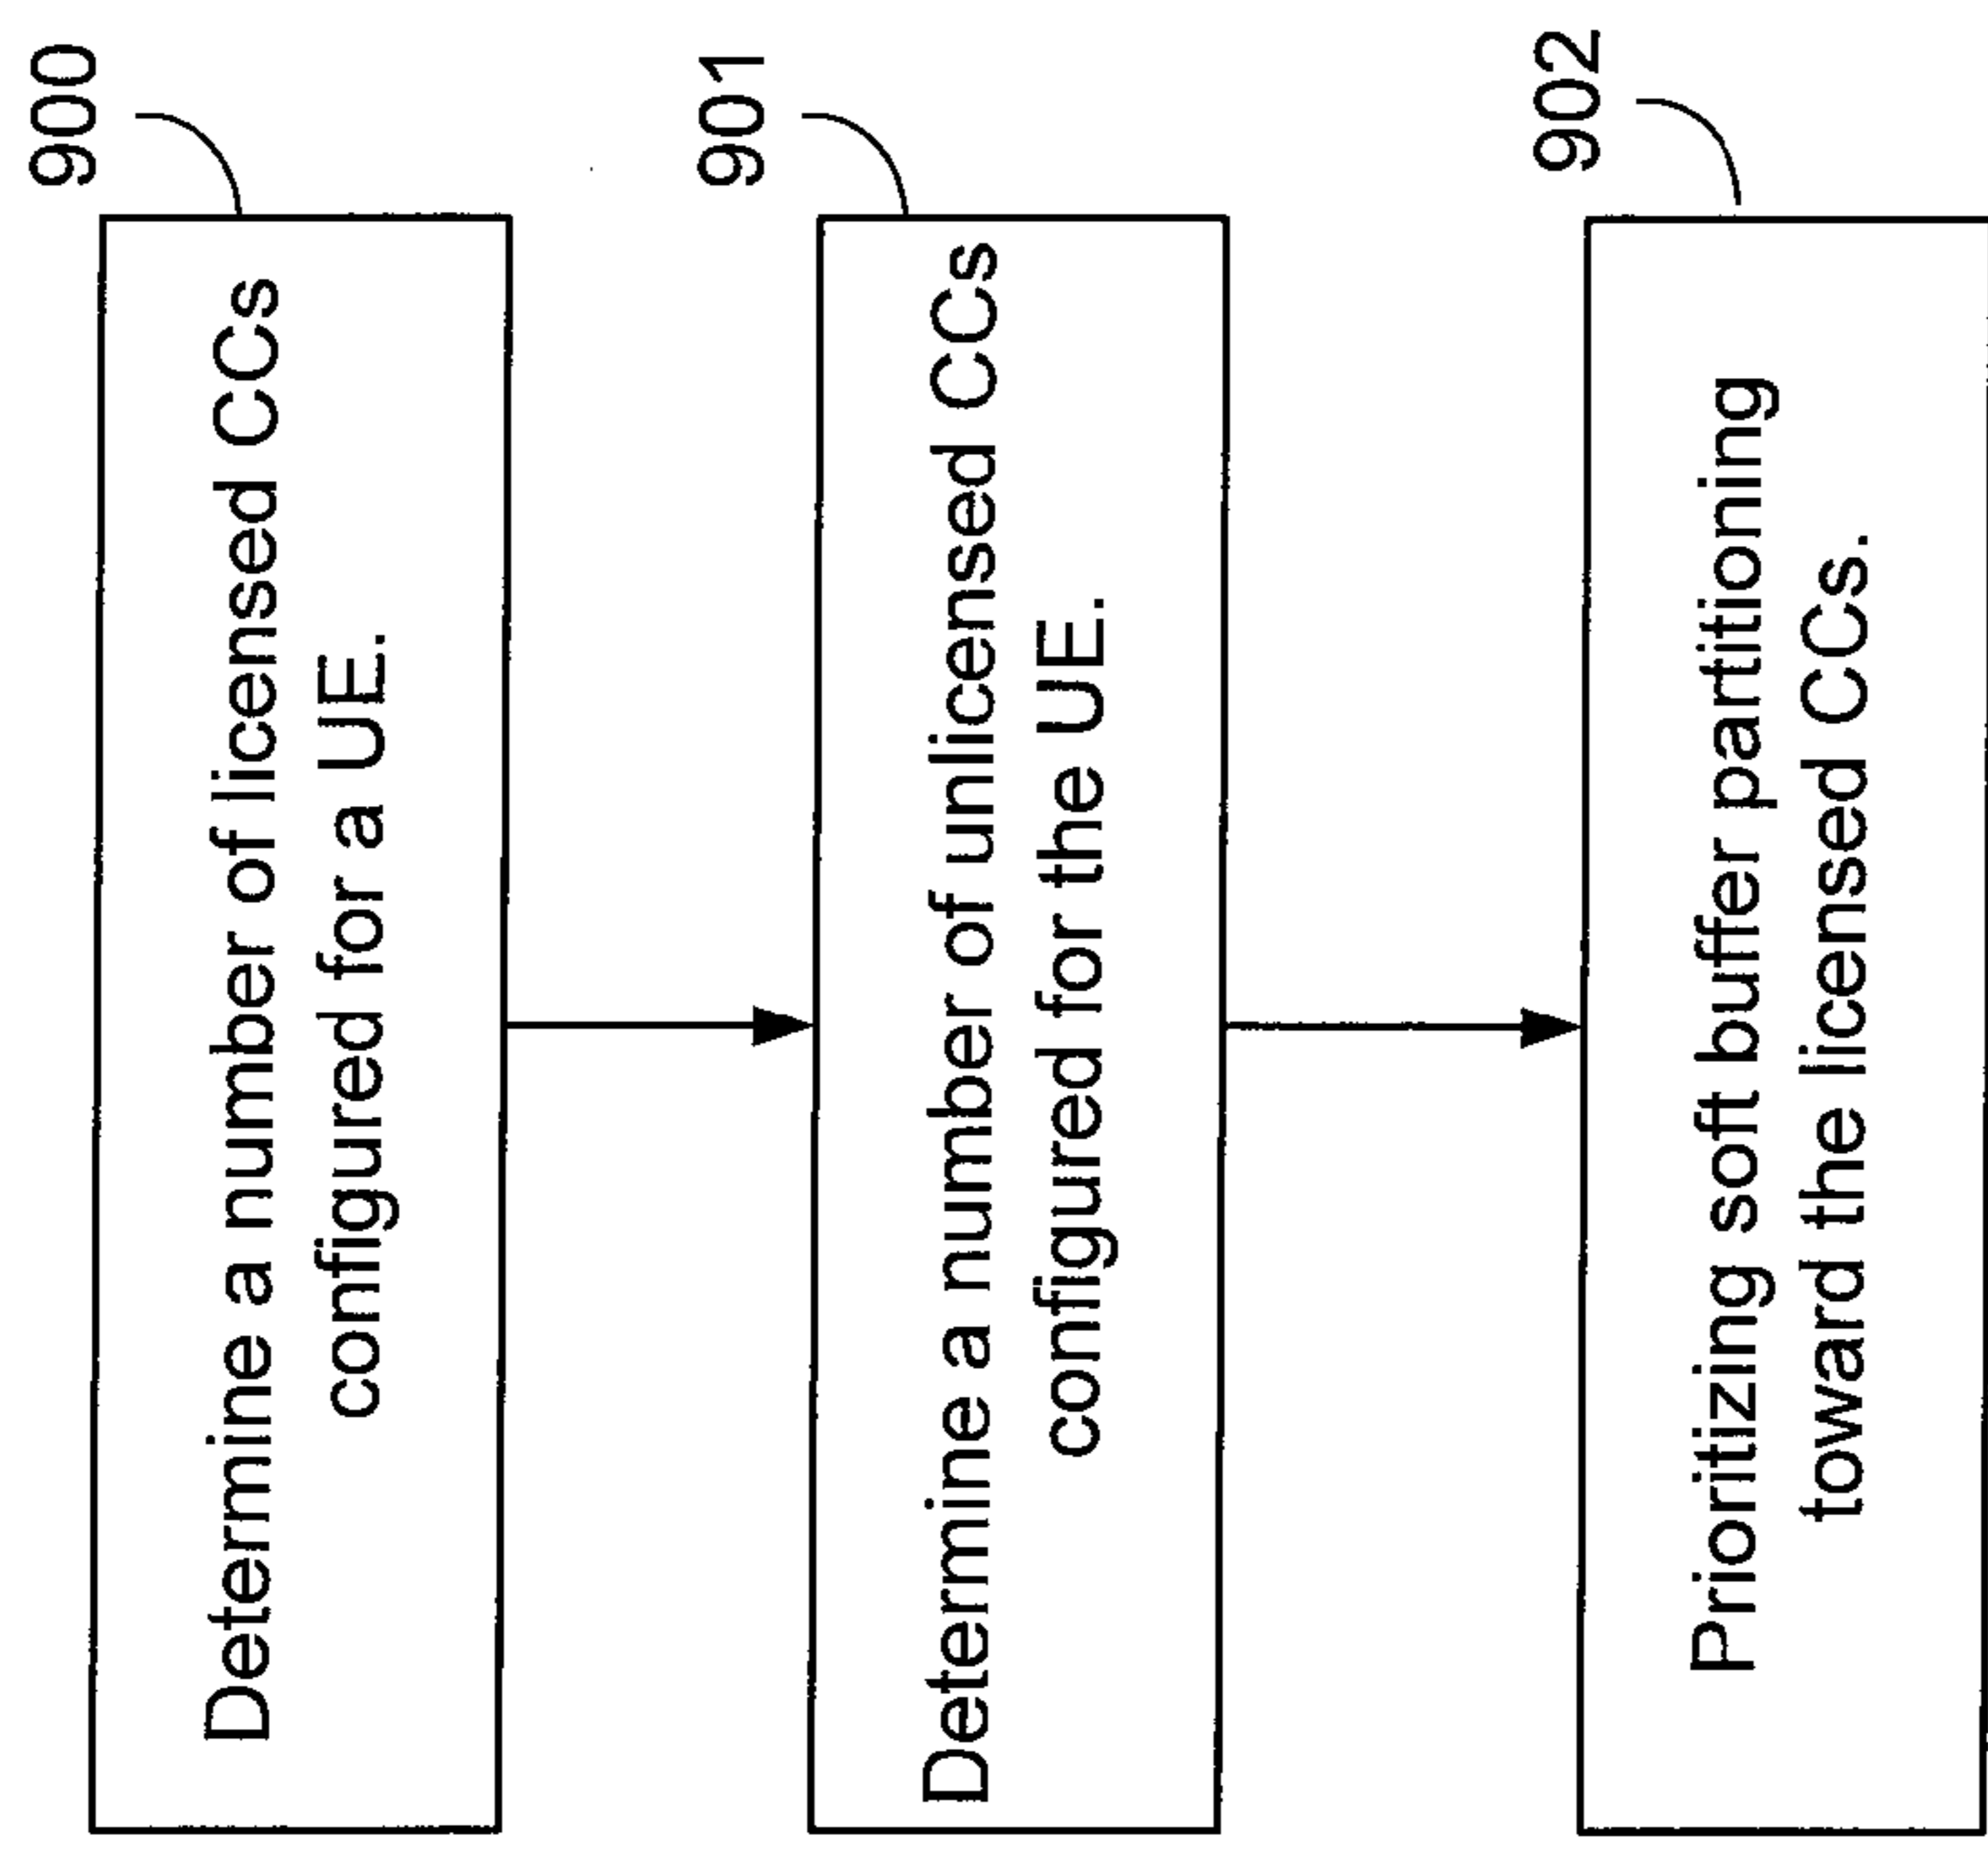 900
Determine a number of licensed CCs
configured for a UE.
901
Determine a number of unlicensed CCs
configured for the UE.
902
Prioritizing soft buffer partitioning
toward the licensed CCs.